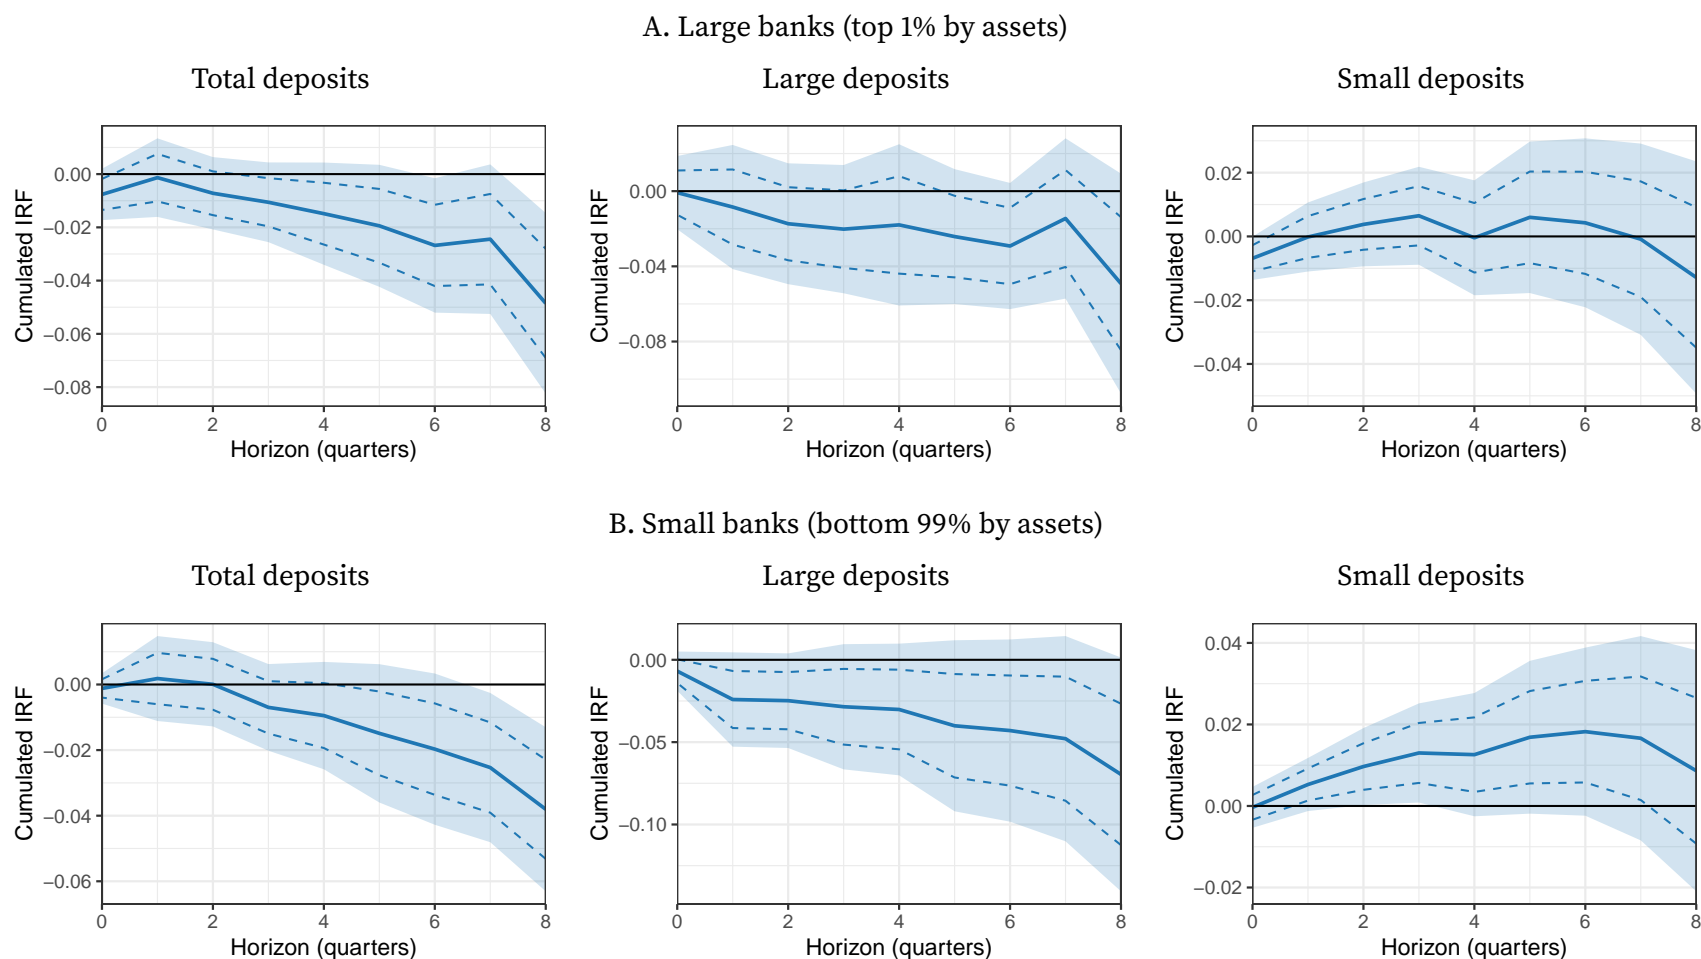 A. Large banks (top 1% by assets)
Total deposits
Large deposits
Small deposits
Cumulated IRF
0.00
−0.02
−0.04
−0.06
−0.08
0 2 4 6 8
Horizon (quarters)
Cumulated IRF
0.00
−0.04
−0.08
0 2 4 6 8
Horizon (quarters)
Cumulated IRF
0.02
0.00
−0.02
−0.04
0 2 4 6 8
Horizon (quarters)
B. Small banks (bottom 99% by assets)
Total deposits
Large deposits
Small deposits
Cumulated IRF
0.00
−0.02
−0.04
−0.06
0 2 4 6 8
Horizon (quarters)
Cumulated IRF
0.00
−0.05
−0.10
0 2 4 6 8
Horizon (quarters)
Cumulated IRF
0.04
0.02
0.00
−0.02
0 2 4 6 8
Horizon (quarters)